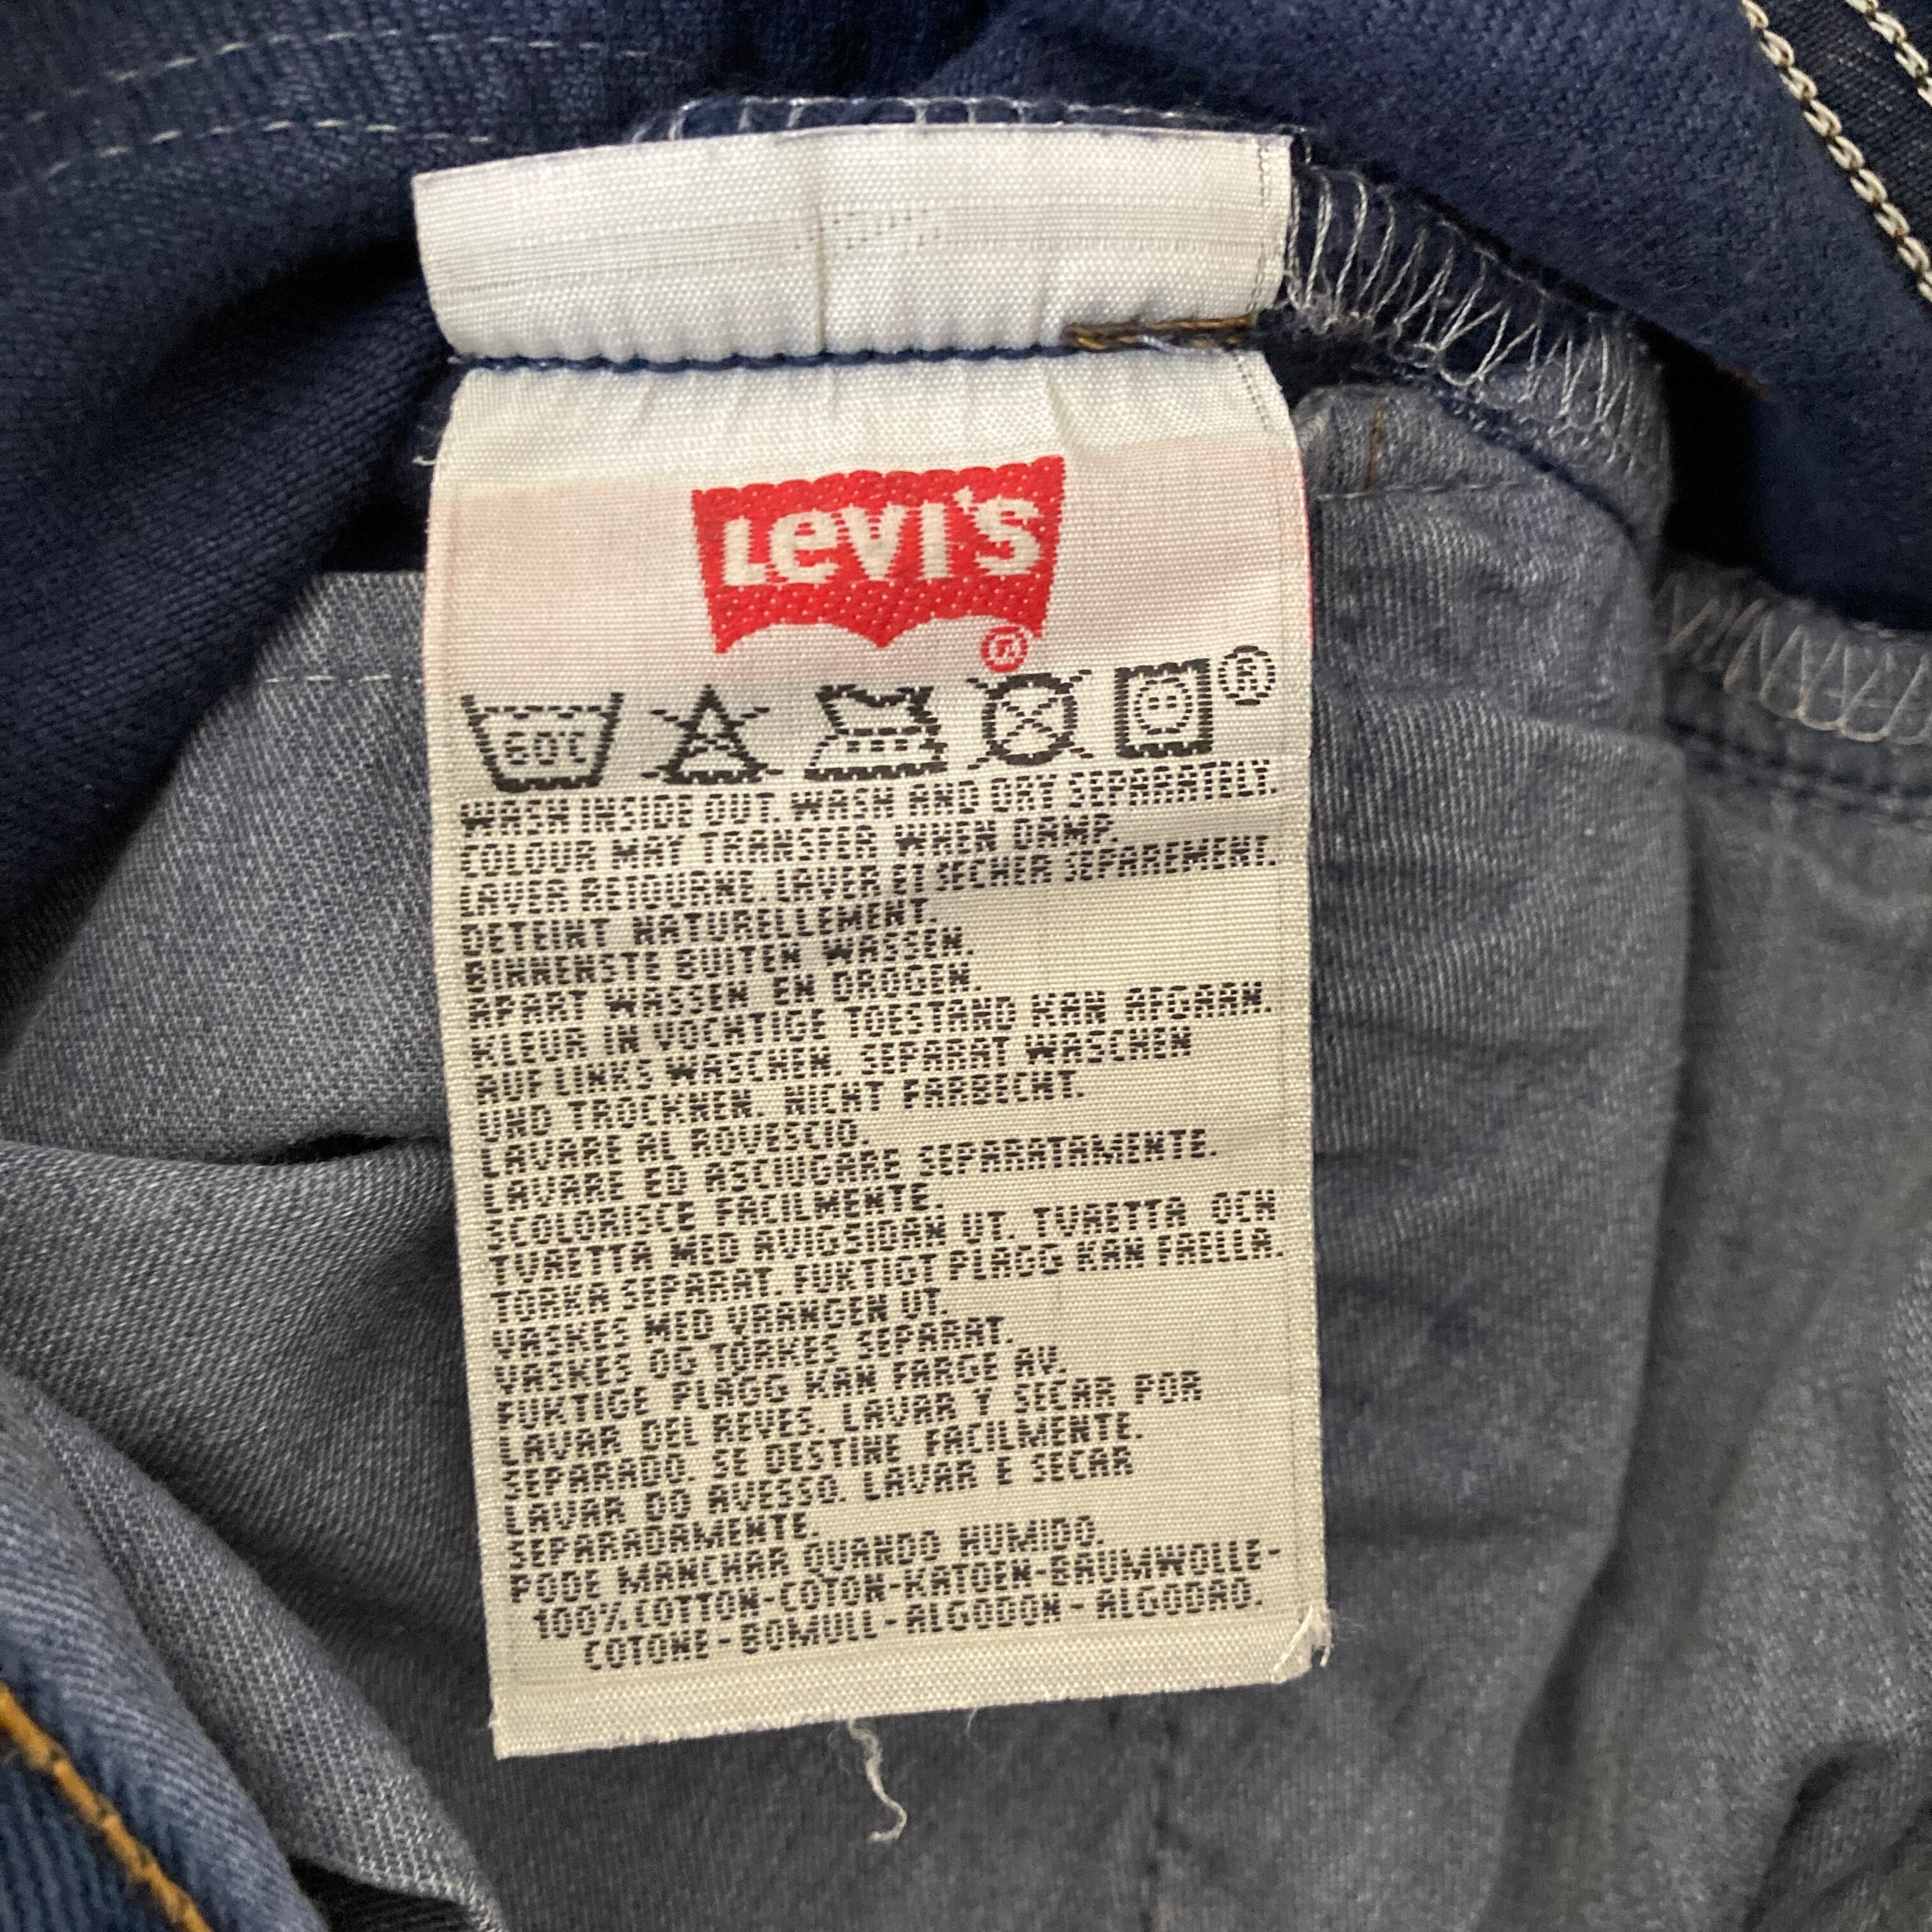 LEVI'S
®
60°C
®
WASH INSIDE OUT. WASH AND DRY SEPARATELY.
COLOUR MAY TRANSFER WHEN DAMP.
LAVER RETOURNE. LAVER ET SECHER SEPAREMENT.
DETEINT NATURELLEMENT.
BINNENSTE BUITEN WASSEN.
APART WASSEN EN DROGEN.
KLEUR IN VOCHTIGE TOESTAND KAN AFGAAN.
AUF LINKS WASCHEN. SEPARAT WASCHEN
UND TROCKNEN. NICHT FARBECHT.
LAVARE AL ROVESCIO.
LAVARE ED ASCIUGARE SEPARATAMENTE.
SCOLORISCE FACILMENTE.
TVAETTA MED AVIGSIDAN UT. TVAETTA OCH
TORKA SEPARAT. FUKTIGT PLAGG KAN FAELLA.
VASKES MED VRANGEN UT.
VASKES OG TORKES SEPARAT.
FUKTIGE PLAGG KAN FARGE AV.
LAVAR DEL REVES. LAVAR Y SECAR POR
SEPARADO. SE DESTINE FACILMENTE.
LAVAR DO AVESSO. LAVAR E SECAR
SEPARADAMENTE.
PODE MANCHAR QUANDO HUMIDO.
100% COTTON-COTON-KATOEN-BAUMWOLLE-
COTONE-BOMULL-ALGODON-ALGODAO.